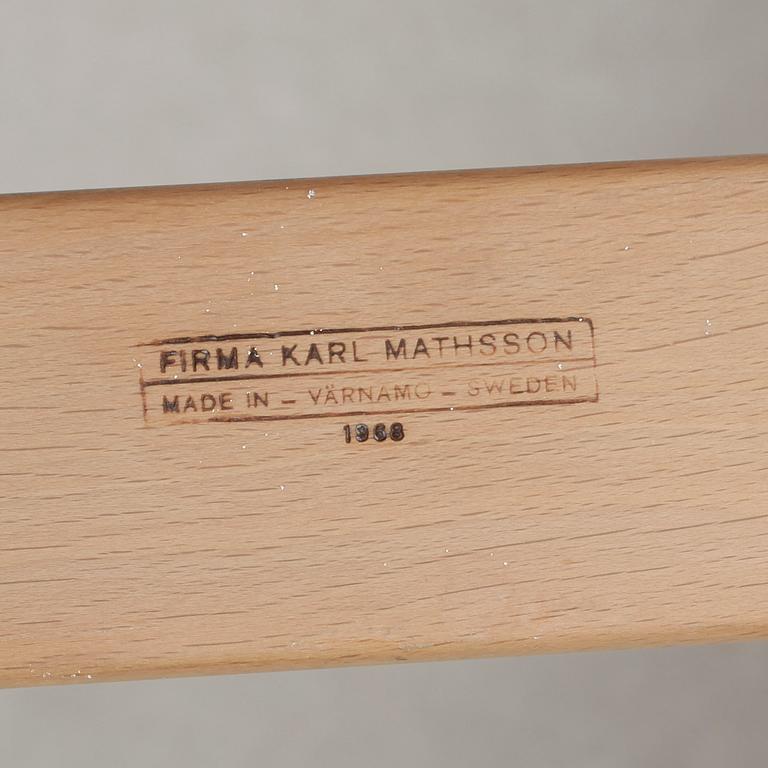 FIRMA KARL MATHSSON
MADE IN – VÄRNAMO – SWEDEN
1968